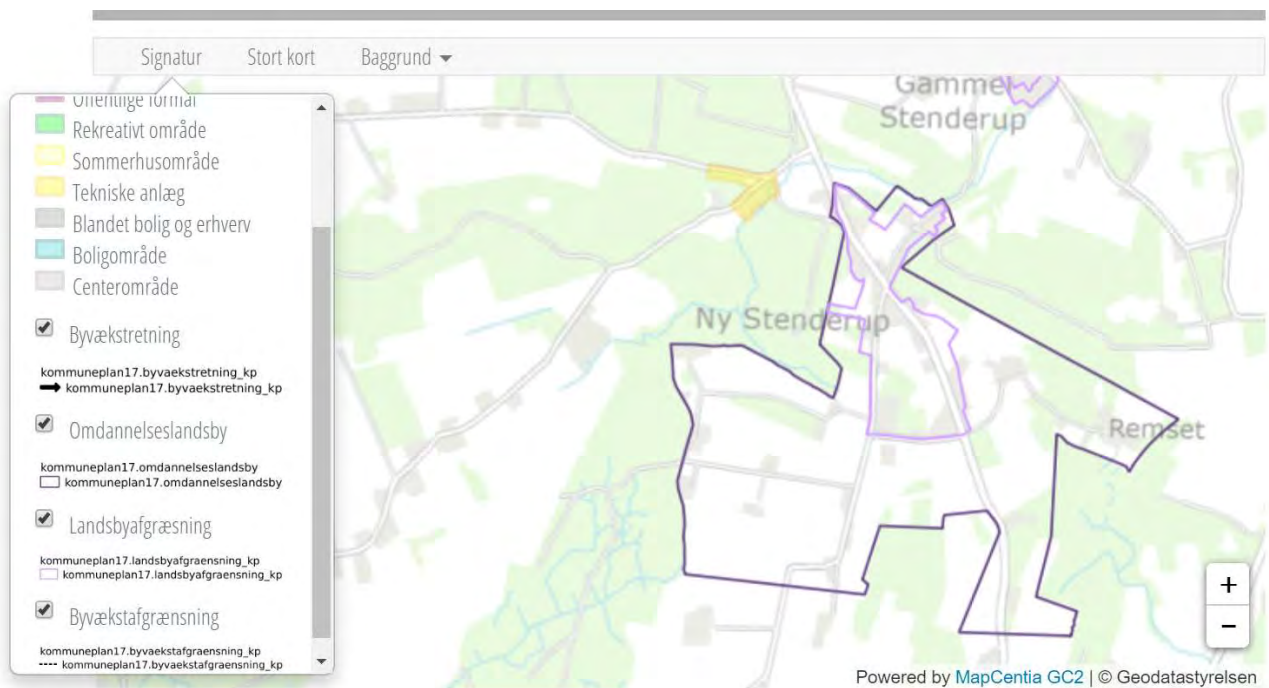 Signatur Stort kort Baggrund
Offentlige formål
Rekreativt område
Sommerhusområde
Tekniske anlæg
Blandet bolig og erhverv
Boligområde
Centerområde
Byvækstretning
kommuneplan17.byvaekstretning_kp
kommuneplan17.byvaekstretning_kp
Omdannelseslandsby
kommuneplan17.omdannelseslandsby
kommuneplan17.omdannelseslandsby
Landsbyafgræsning
kommuneplan17.landsbyafgraensning_kp
kommuneplan17.landsbyafgraensning_kp
Byvækstafgrænsning
kommuneplan17.byvaekstafgraensning_kp
kommuneplan17.byvaekstafgraensning_kp
Gammel
Stenderup
Ny Stenderup
Remset
+
−
Powered by MapCentia GC2 | © Geodatastyrelsen